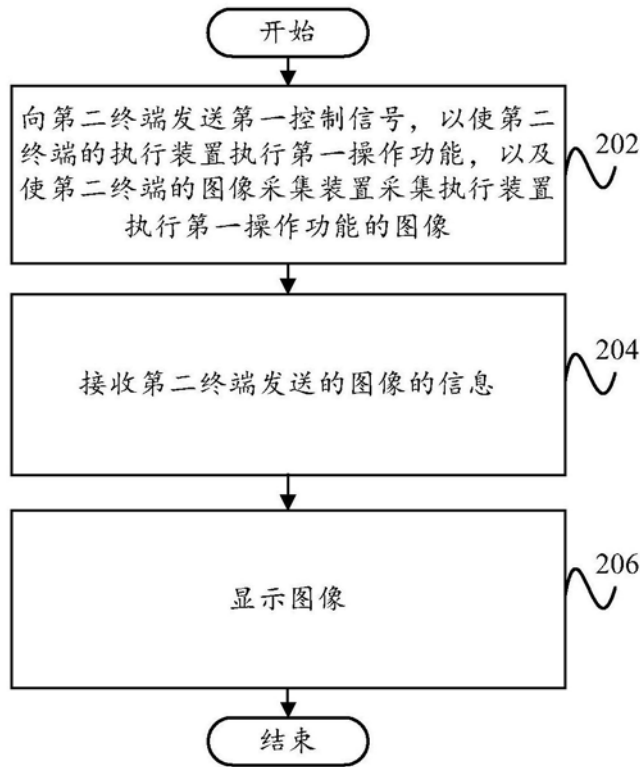 开始
向第二终端发送第一控制信号，以使第二
终端的执行装置执行第一操作功能，以及
使第二终端的图像采集装置采集执行装置
执行第一操作功能的图像
202
接收第二终端发送的图像的信息
204
显示图像
206
结束